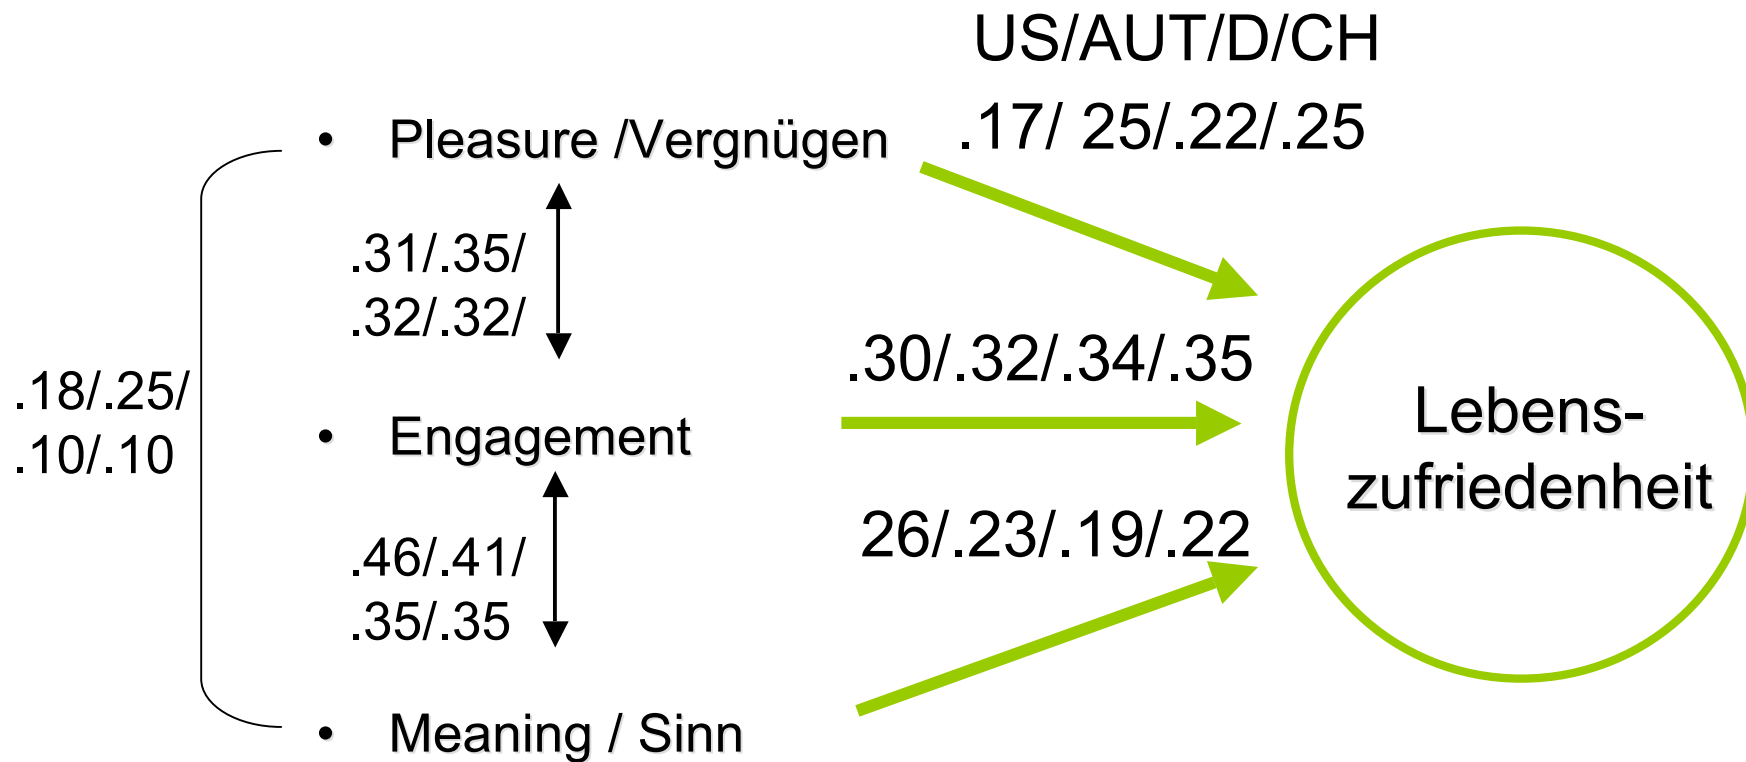 US/AUT/D/CH
.17/ 25/.22/.25
• Pleasure /Vergnügen
.31/.35/
.32/.32/
.18/.25/
.10/.10
.30/.32/.34/.35
• Engagement
Lebens-
zufriedenheit
26/.23/.19/.22
.46/.41/
.35/.35
• Meaning / Sinn